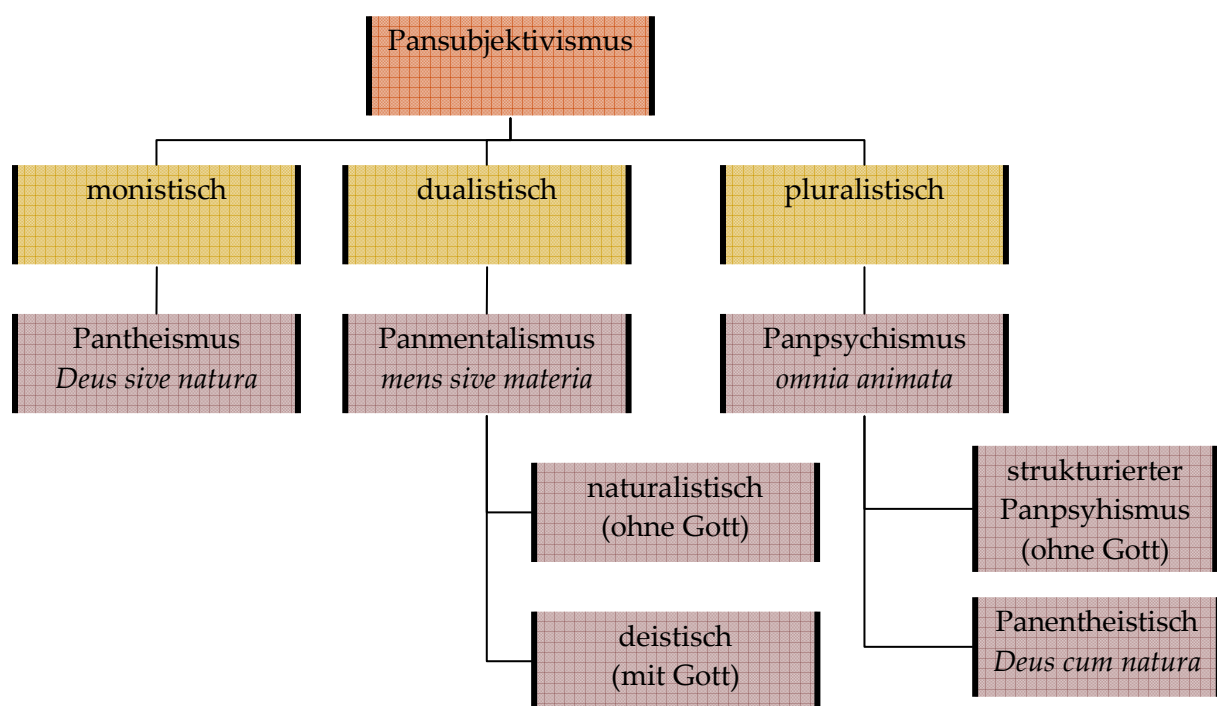 Pansubjektivismus
monistisch
dualistisch
pluralistisch
Pantheismus
Deus sive natura
Panmentalismus
mens sive materia
Panpsychismus
omnia animata
naturalistisch
(ohne Gott)
deistisch
(mit Gott)
strukturierter
Panpsyhismus
(ohne Gott)
Panentheistisch
Deus cum natura